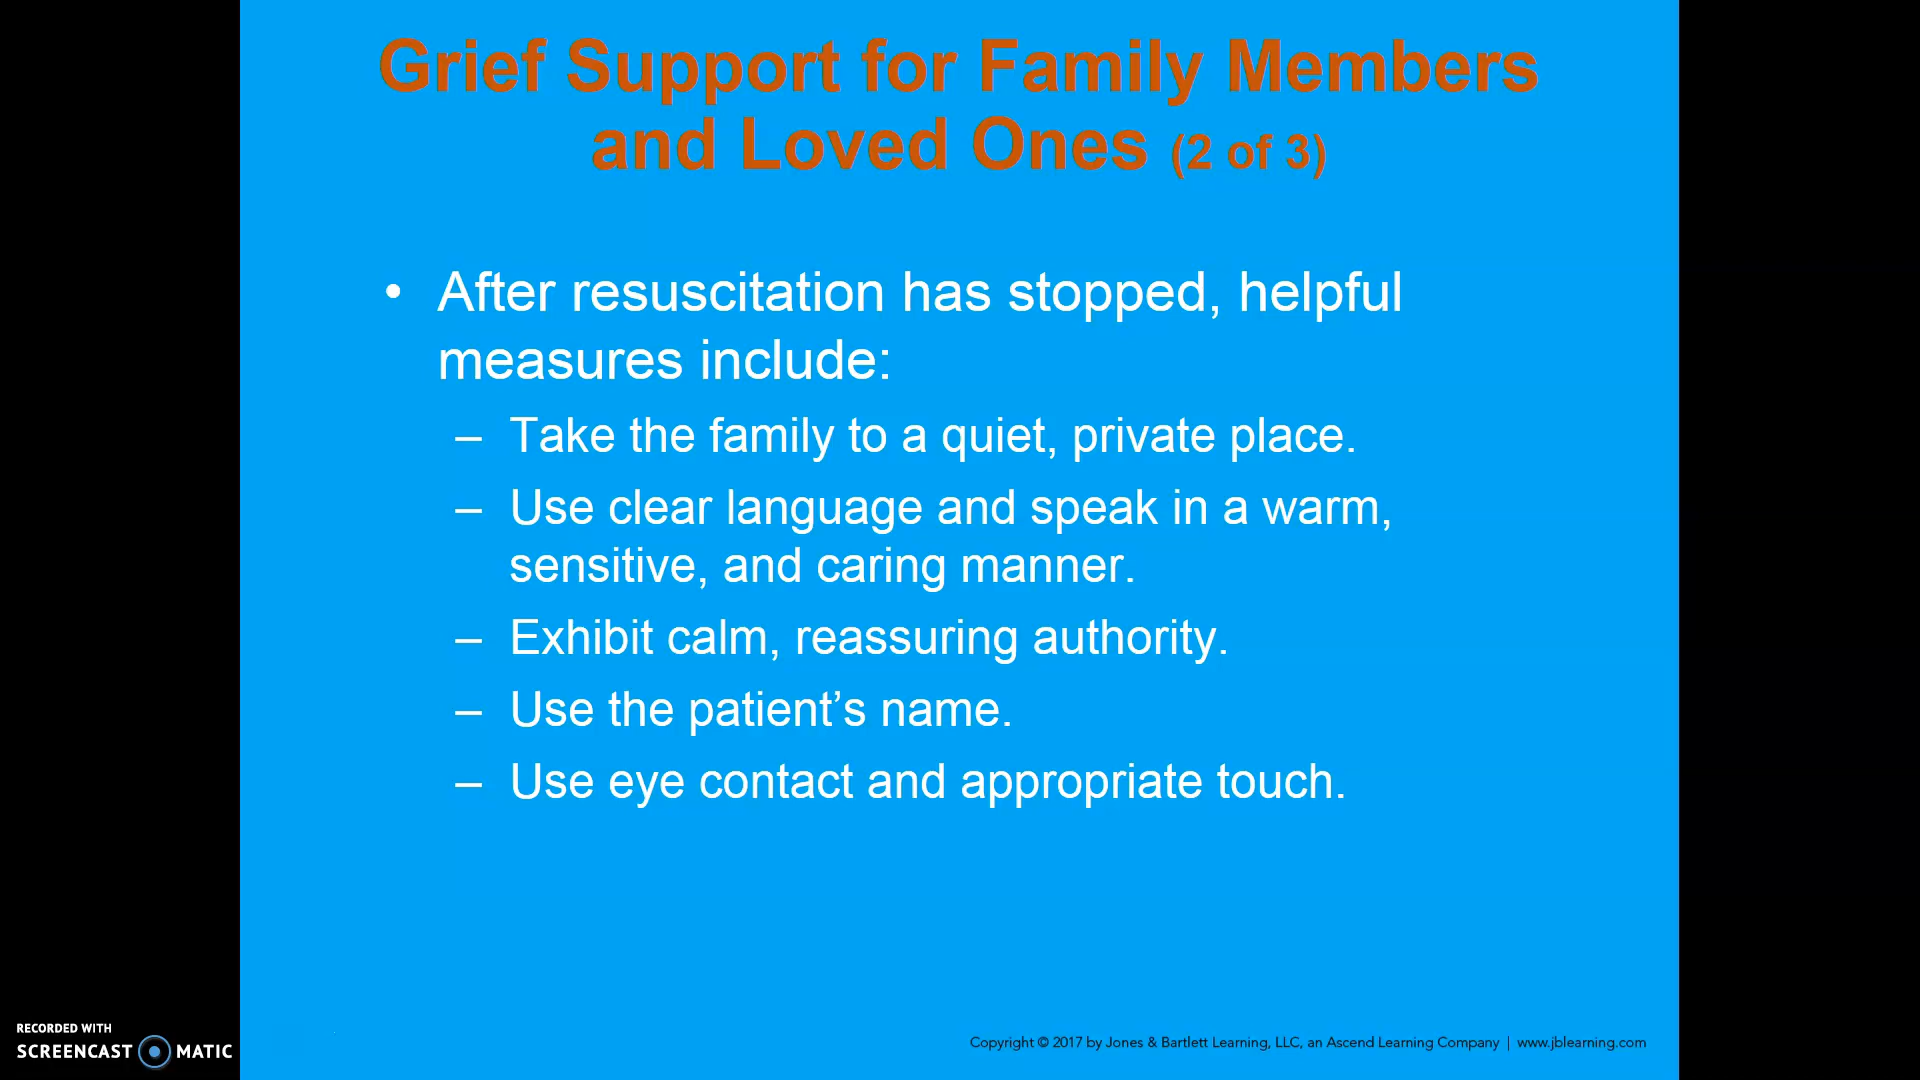 Grief Support for Family Members
and Loved Ones (2 of 3)
• After resuscitation has stopped, helpful
measures include:
– Take the family to a quiet, private place.
– Use clear language and speak in a warm,
sensitive, and caring manner.
– Exhibit calm, reassuring authority.
– Use the patient’s name.
– Use eye contact and appropriate touch.
RECORDED WITH
SCREENCAST MATIC
Copyright © 2017 by Jones & Bartlett Learning, LLC, an Ascend Learning Company | www.jblearning.com